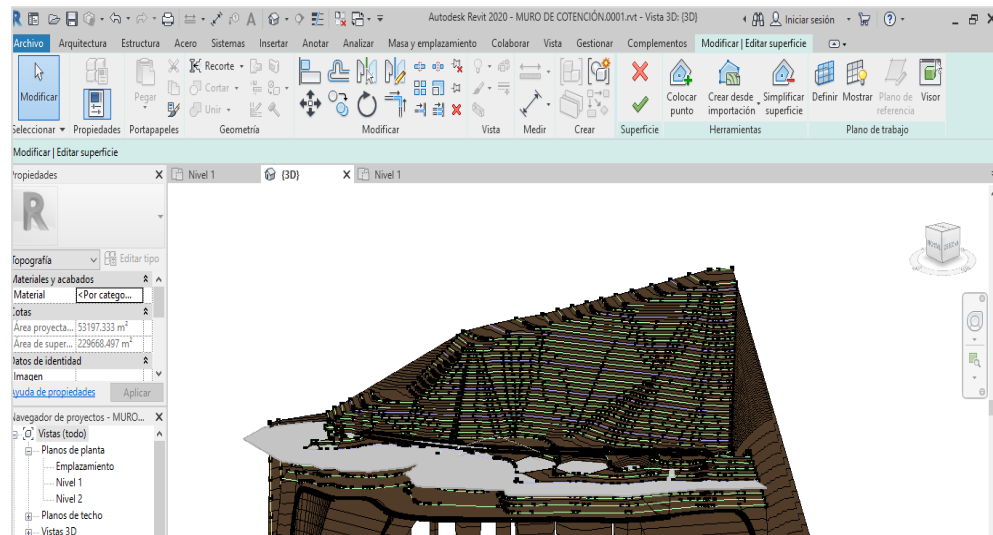 Autodesk Revit 2020 - MURO DE COTENCIÓN.0001.rvt - Vista 3D: {3D}
Iniciar sesión
Archivo Arquitectura Estructura Acero Sistemas Insertar Anotar Analizar Masa y emplazamiento Colaborar Vista Gestionar Complementos Modificar | Editar superficie
Modificar
Pegar
Recorte
Cortar
Unir
Colocar punto
Crear desde importación
Simplificar superficie
Definir
Mostrar
Plano de referencia
Visor
Seleccionar Propiedades Portapapeles Geometría Modificar Vista Medir Crear Superficie Herramientas Plano de trabajo
Modificar | Editar superficie
Propiedades X
Nivel 1
{3D} X
Nivel 1
R
Topografía
Editar tipo
Materiales y acabados
Material <Por catego...
Cotas
Área proyecta... 53197.333 m²
Área de super... 229668.497 m²
Datos de identidad
Imagen
Ayuda de propiedades Aplicar
Navegador de proyectos - MURO... X
Vistas (todo)
Planos de planta
Emplazamiento
Nivel 1
Nivel 2
Planos de techo
Vistas 3D